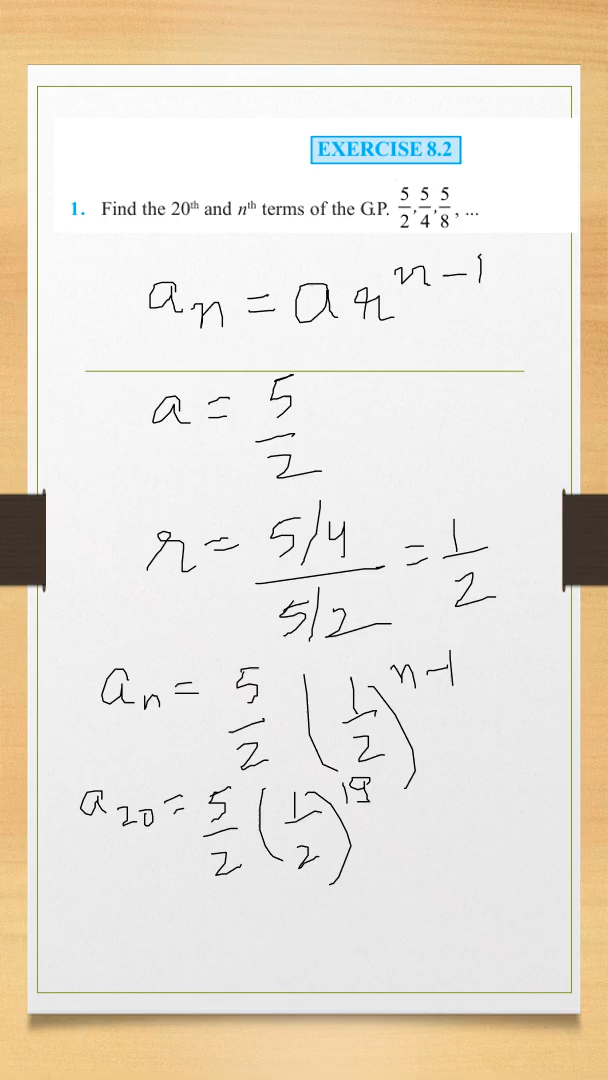 EXERCISE 8.2
1. Find the 20th and nth terms of the G.P. 5/2, 5/4, 5/8, ...
aₙ = a r^(n-1)
a = 5/2
r = (5/4)/(5/2) = 1/2
aₙ = 5/2 (1/2)^(n-1)
a₂₀ = 5/2 (1/2)^19